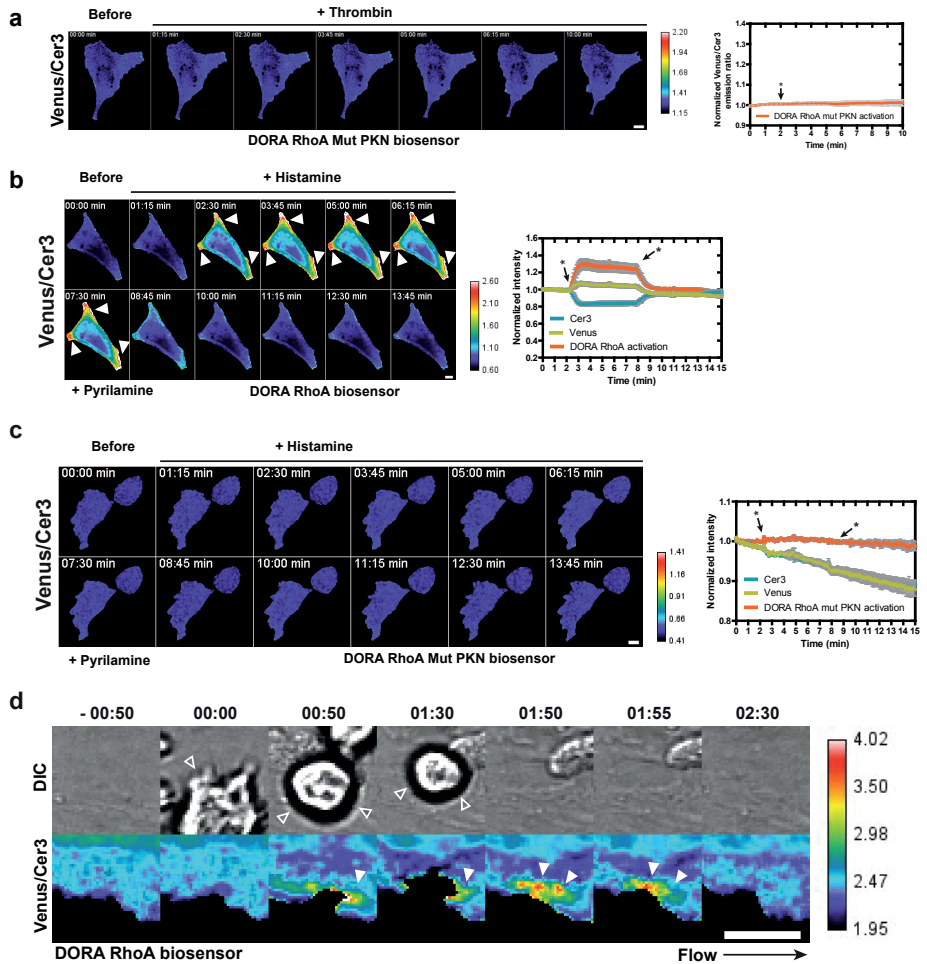 a
Before
+ Thrombin
00:00 min
01:15 min
02:30 min
03:45 min
05:00 min
06:15 min
10:00 min
Venus/Cer3
2.20
1.94
1.68
1.41
1.15
DORA RhoA Mut PKN biosensor
Normalized Venus/Cer3
emission ratio
1.4
1.3
1.2
1.1
1.0
0.9
*
DORA RhoA mut PKN activation
0 1 2 3 4 5 6 7 8 9 10
Time (min)
b
Before
+ Histamine
00:00 min
01:15 min
02:30 min
03:45 min
05:00 min
06:15 min
07:30 min
08:45 min
10:00 min
11:15 min
12:30 min
13:45 min
Venus/Cer3
2.60
2.10
1.60
1.10
0.60
+ Pyrilamine
DORA RhoA biosensor
Normalized intensity
1.6
1.4
1.2
1.0
0.8
0.6
0.4
0.2
*
*
Cer3
Venus
DORA RhoA activation
0 1 2 3 4 5 6 7 8 9 10 11 12 13 14 15
Time (min)
c
Before
+ Histamine
00:00 min
01:15 min
02:30 min
03:45 min
05:00 min
06:15 min
07:30 min
08:45 min
10:00 min
11:15 min
12:30 min
13:45 min
Venus/Cer3
1.41
1.16
0.91
0.66
0.41
+ Pyrilamine
DORA RhoA Mut PKN biosensor
Normalized intensity
1.1
1.0
0.9
0.8
*
*
Cer3
Venus
DORA RhoA mut PKN activation
0 1 2 3 4 5 6 7 8 9 10 11 12 13 14 15
Time (min)
d
- 00:50
00:00
00:50
01:30
01:50
01:55
02:30
DIC
Venus/Cer3
4.02
3.50
2.98
2.47
1.95
DORA RhoA biosensor
Flow